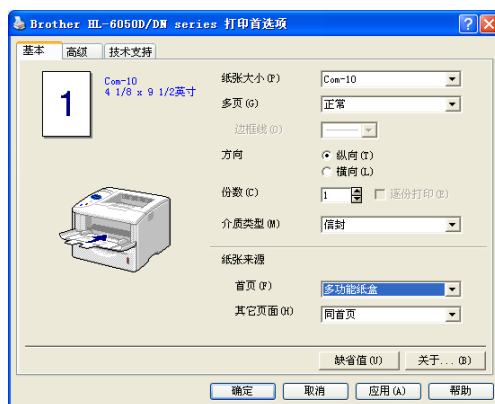 Brother HL-6050D/DN series 打印首选项
基本 高级 技术支持
1
Com-10
4 1/8 x 9 1/2英寸
纸张大小(P) Com-10
多页(G) 正常
边框线(O)
方向 纵向(T)
横向(L)
份数(C) 1 逐份打印(E)
介质类型(M) 信封
纸张来源
首页(F) 多功能纸盒
其它页面(H) 同首页
缺省值(U) 关于...(B)
确定 取消 应用(A) 帮助